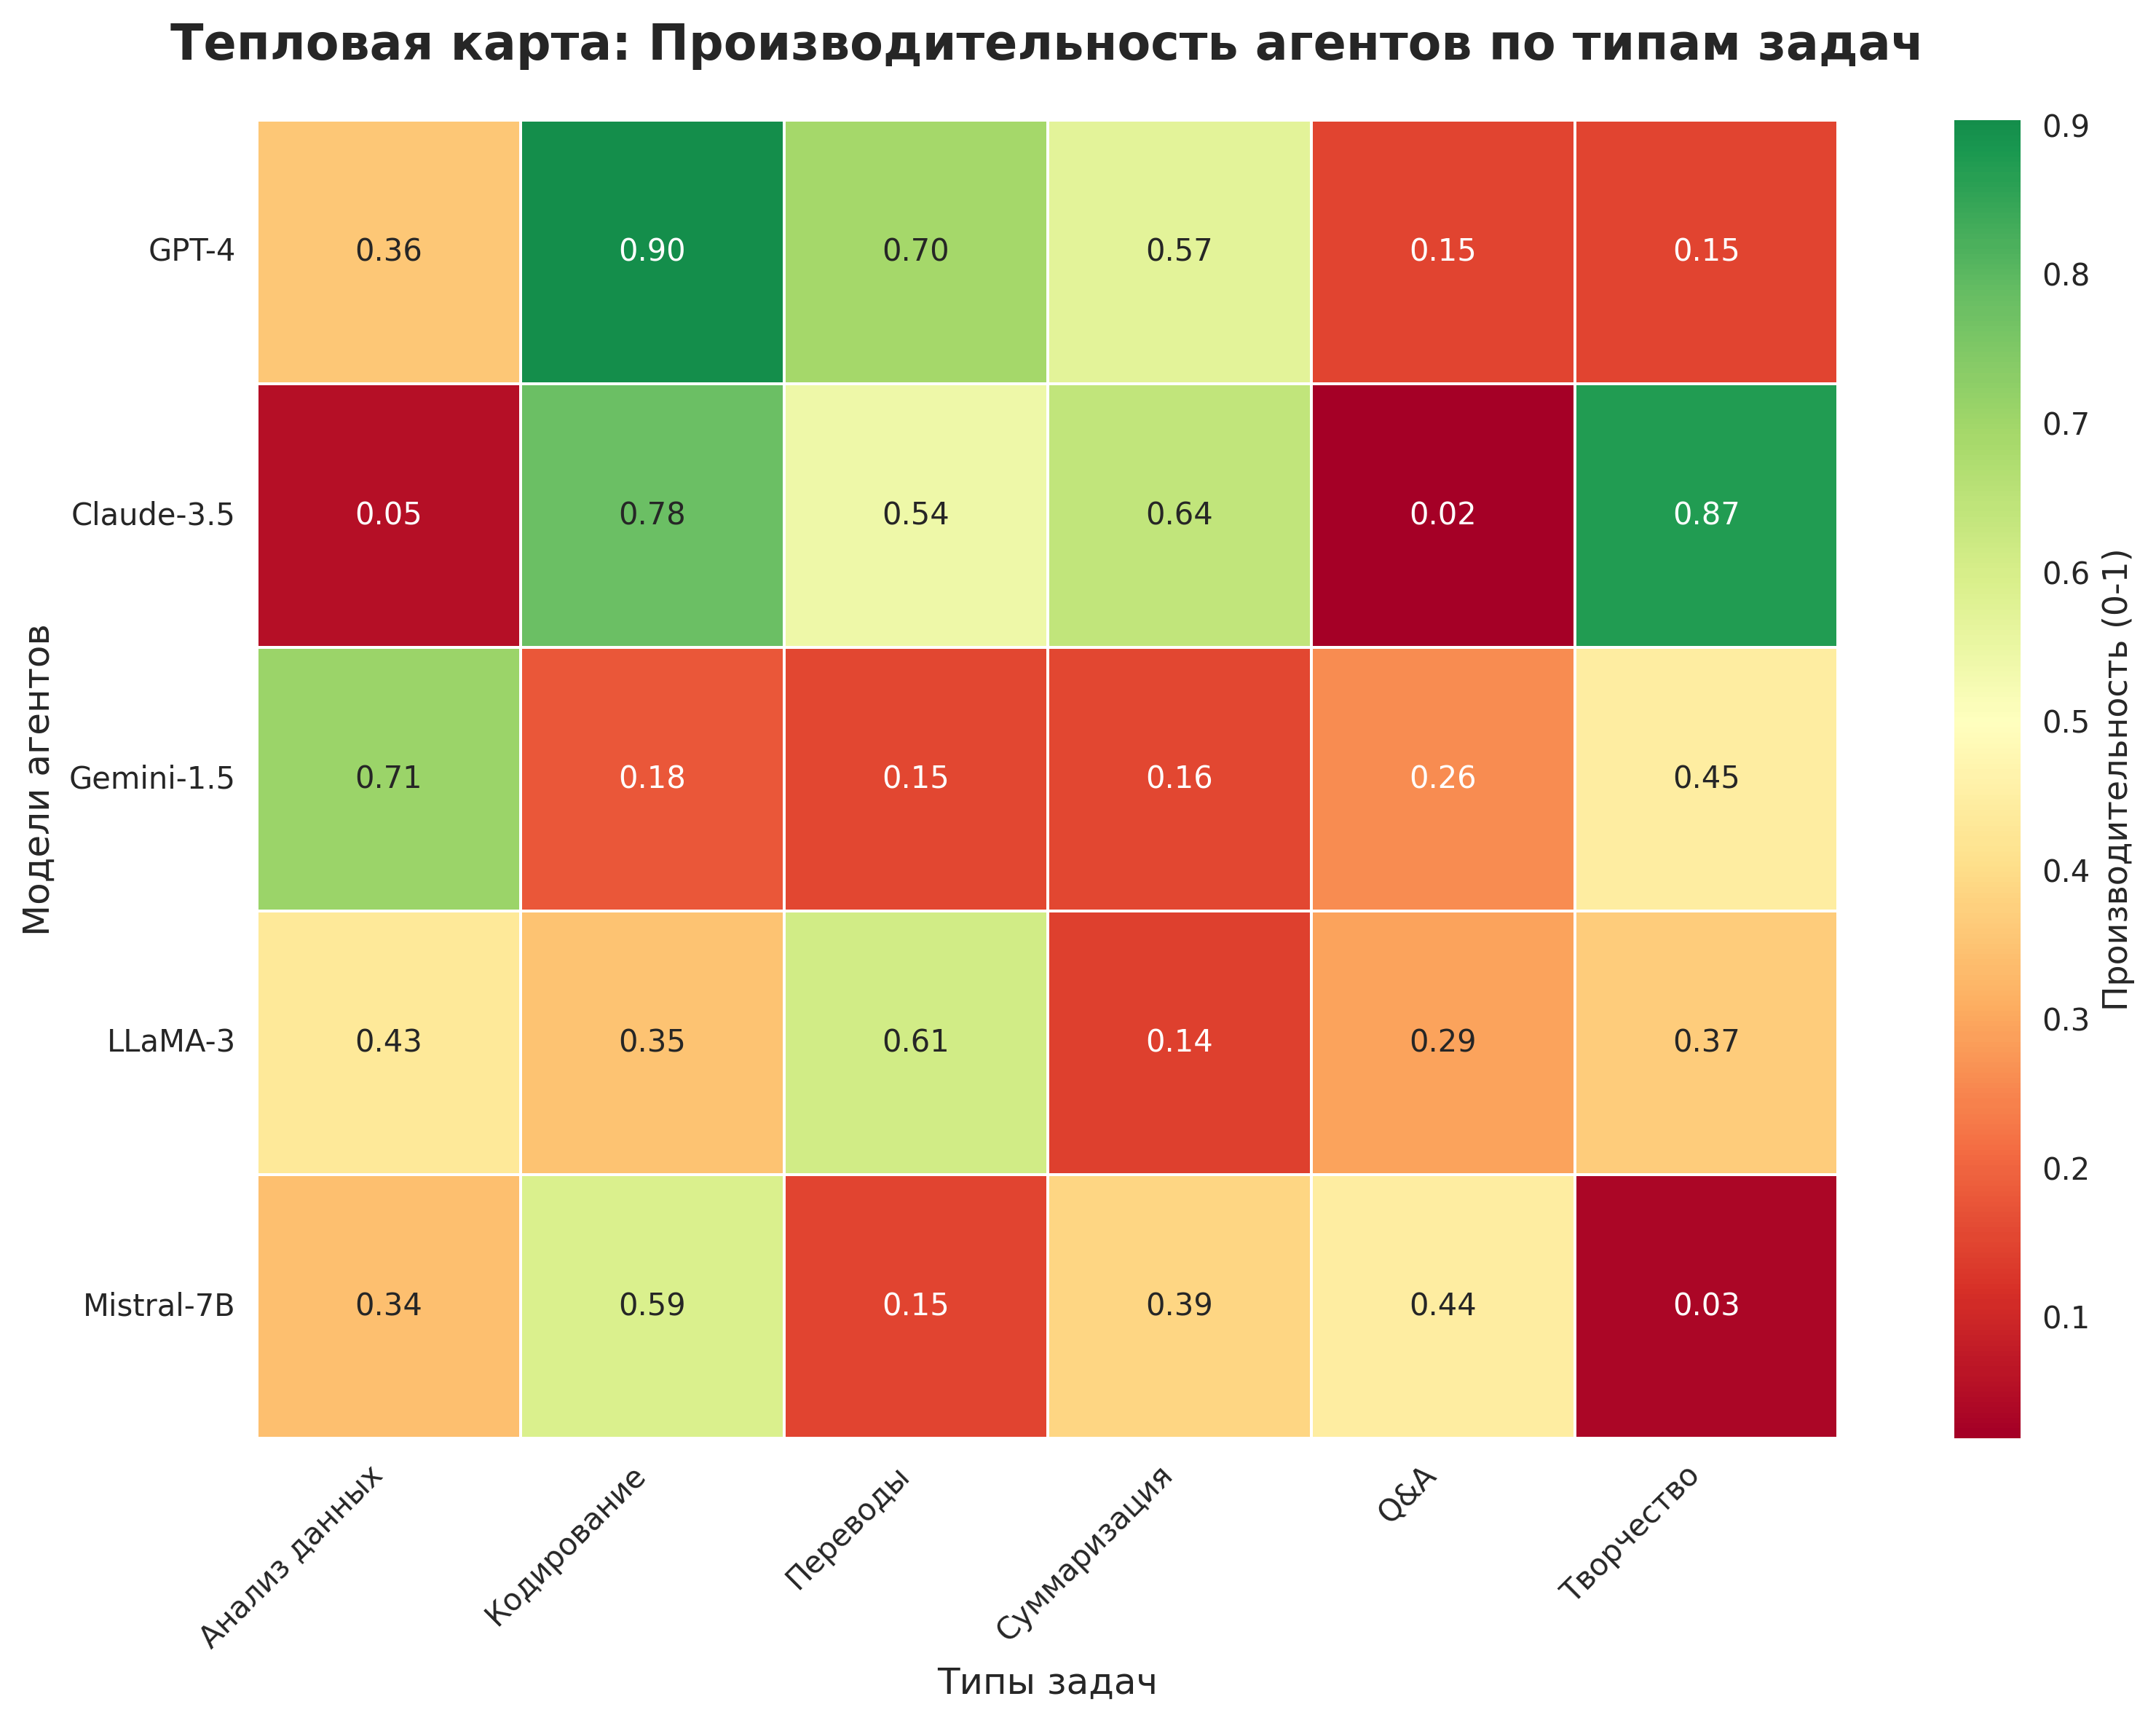 Тепловая карта: Производительность агентов по типам задач
Модели агентов
GPT-4 0.36 0.90 0.70 0.57 0.15 0.15
Claude-3.5 0.05 0.78 0.54 0.64 0.02 0.87
Gemini-1.5 0.71 0.18 0.15 0.16 0.26 0.45
LLaMA-3 0.43 0.35 0.61 0.14 0.29 0.37
Mistral-7B 0.34 0.59 0.15 0.39 0.44 0.03
Анализ данных
Кодирование
Переводы
Суммаризация
Q&A
Творчество
Типы задач
0.9
0.8
0.7
0.6
0.5
0.4
0.3
0.2
0.1
Производительность (0-1)